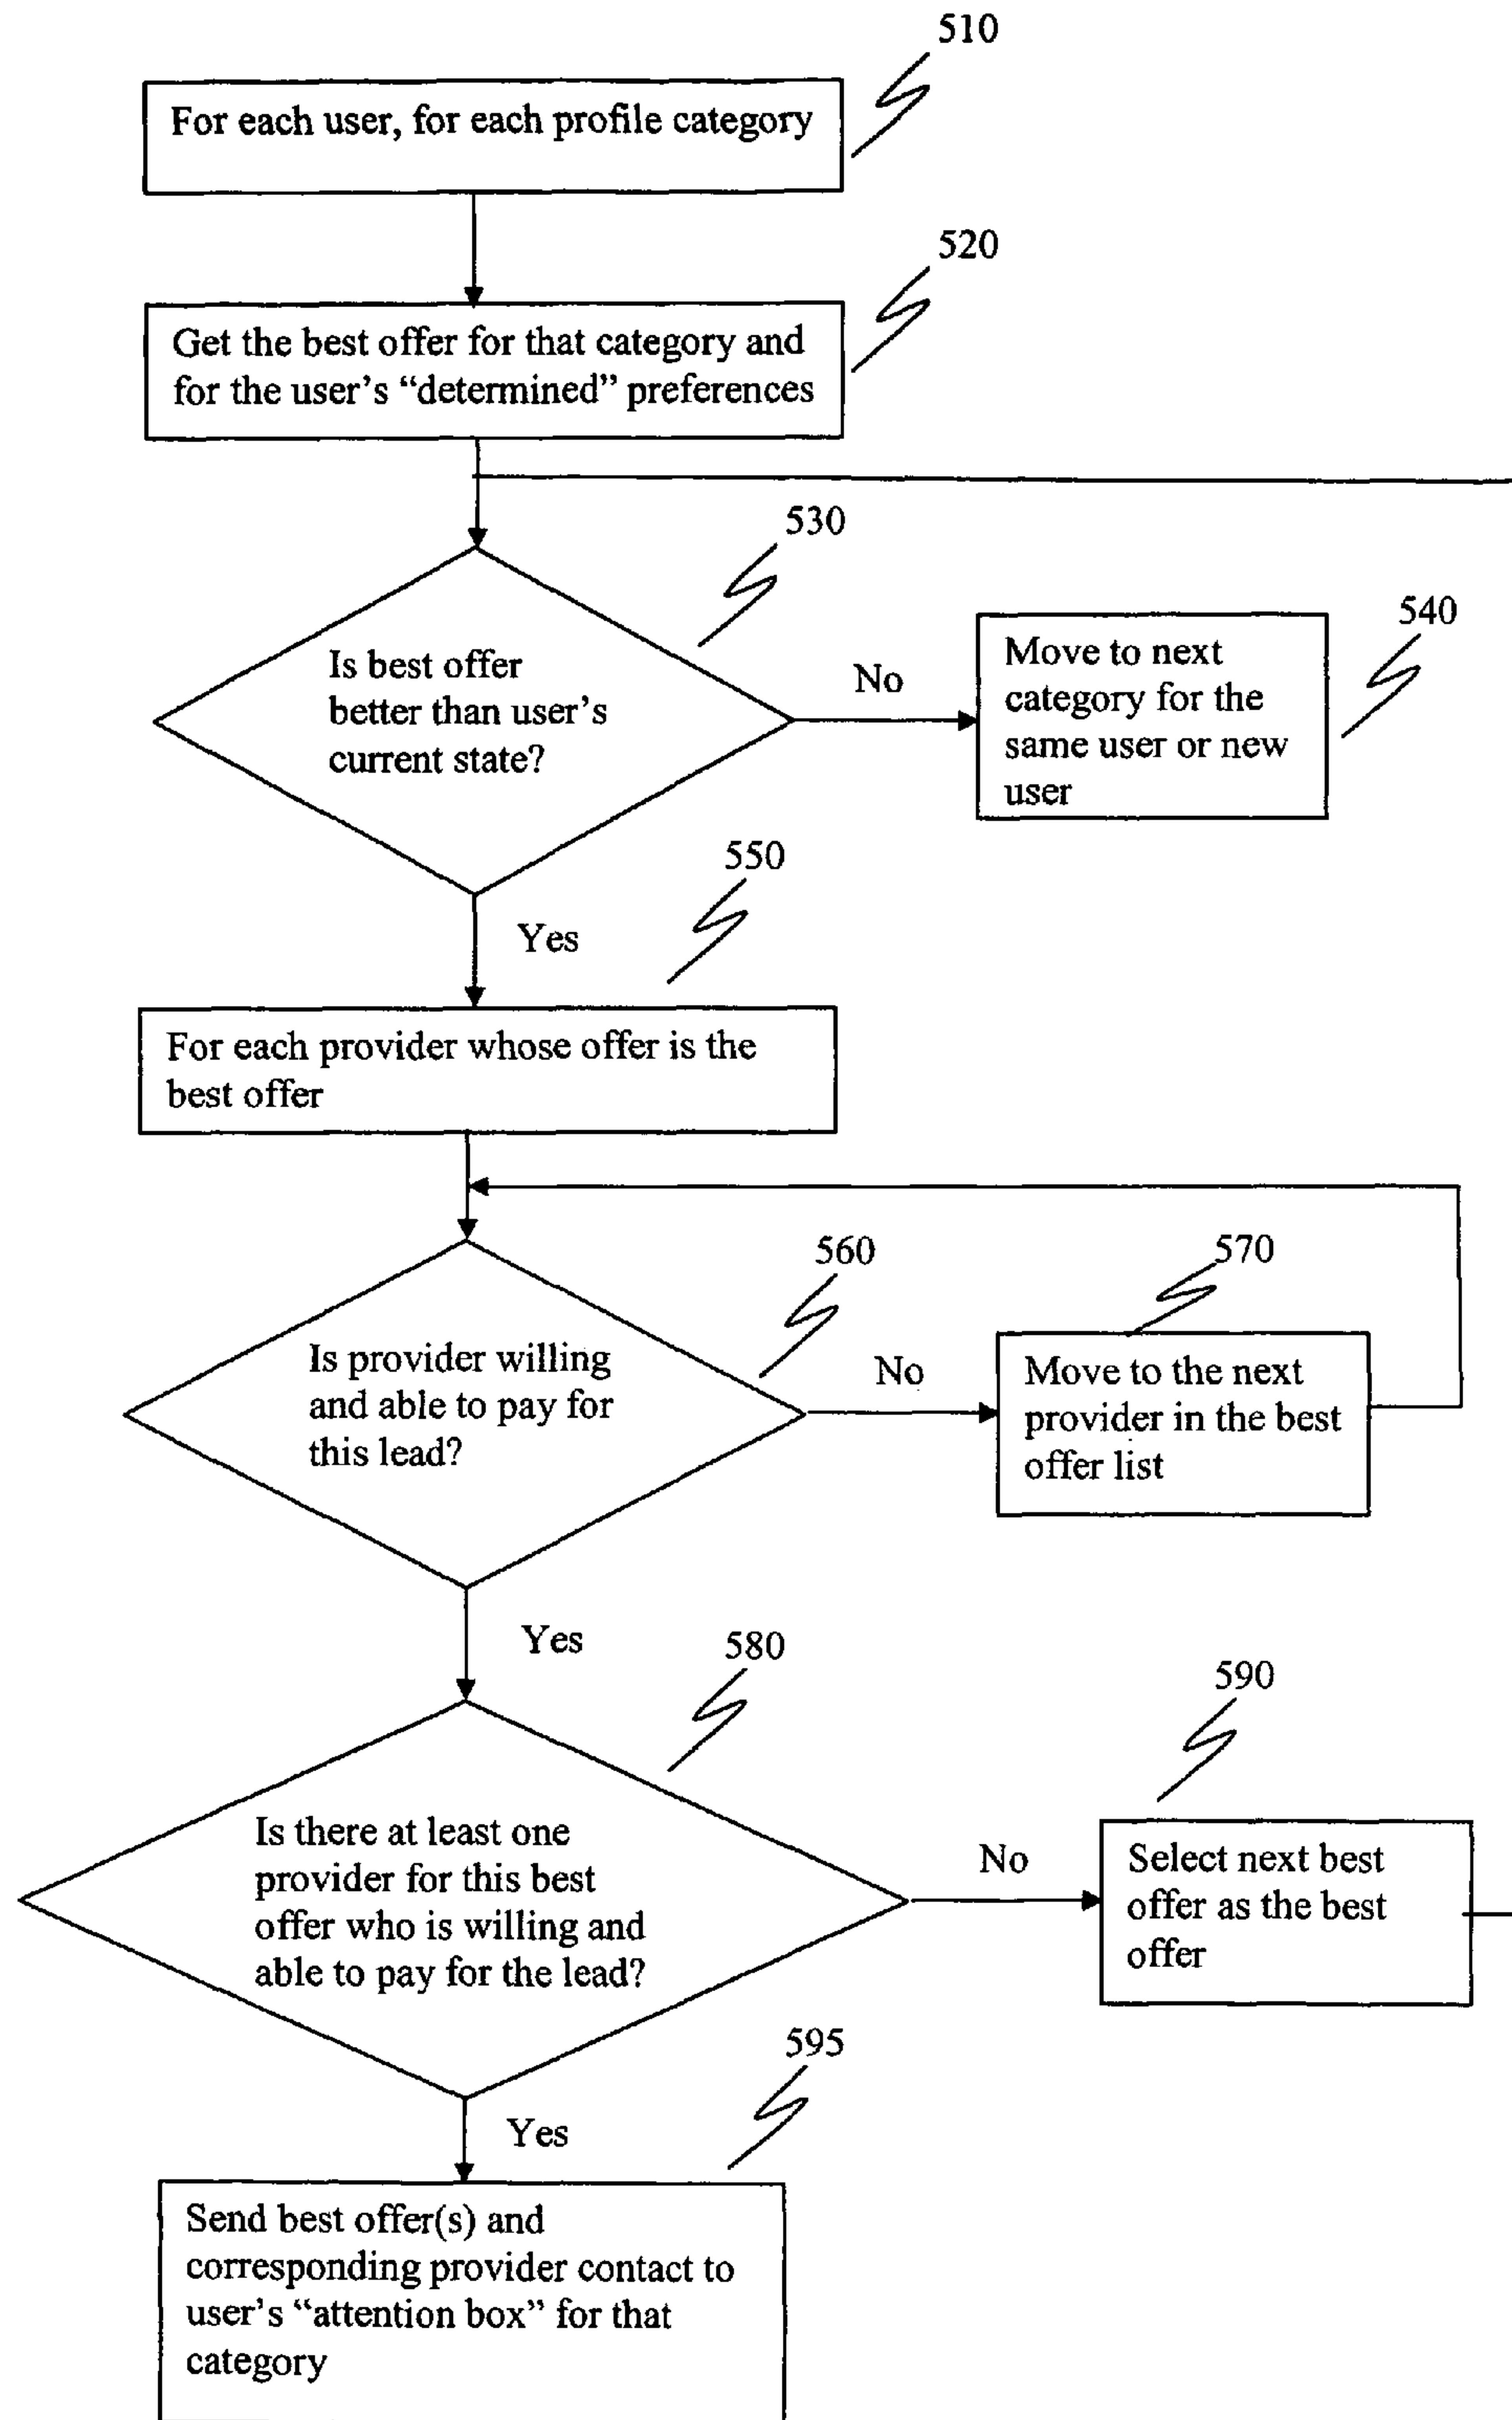 510
For each user, for each profile category
520
Get the best offer for that category and
for the user's “determined” preferences
530
Is best offer
better than user's
current state?
No
540
Move to next
category for the
same user or new
user
Yes
550
For each provider whose offer is the
best offer
560
Is provider willing
and able to pay for
this lead?
No
570
Move to the next
provider in the best
offer list
Yes
580
Is there at least one
provider for this best
offer who is willing and
able to pay for the lead?
No
590
Select next best
offer as the best
offer
Yes
595
Send best offer(s) and
corresponding provider contact to
user's “attention box” for that
category